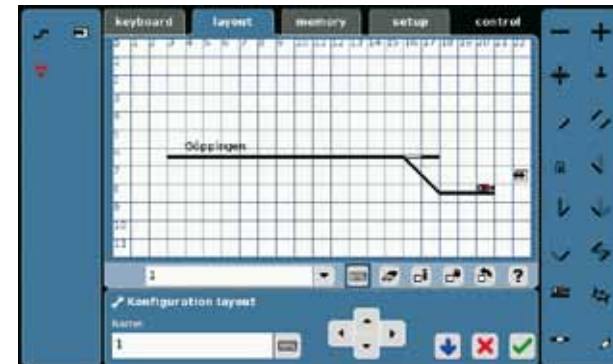 keyboard layout memory setup control
Göppingen
1
?
Konfiguration layout
Name:
1